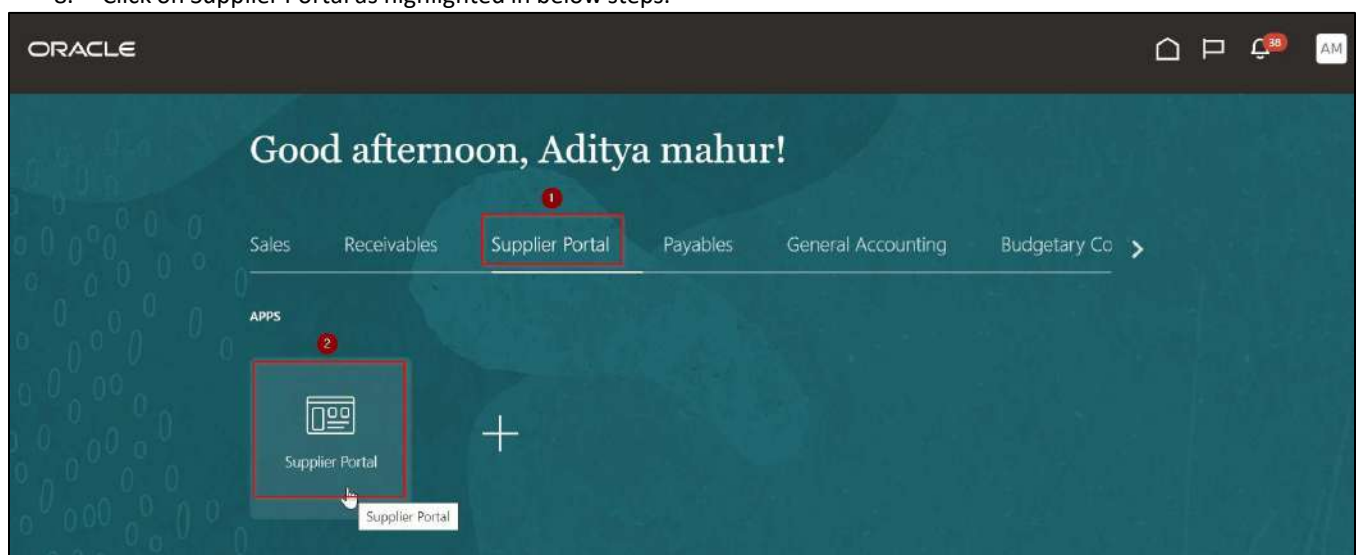 8. Click on Supplier Portal as highlighted in below steps.
ORACLE
38
AM
Good afternoon, Aditya mahur!
1
Sales Receivables Supplier Portal Payables General Accounting Budgetary Co
APPS
2
Supplier Portal
Supplier Portal